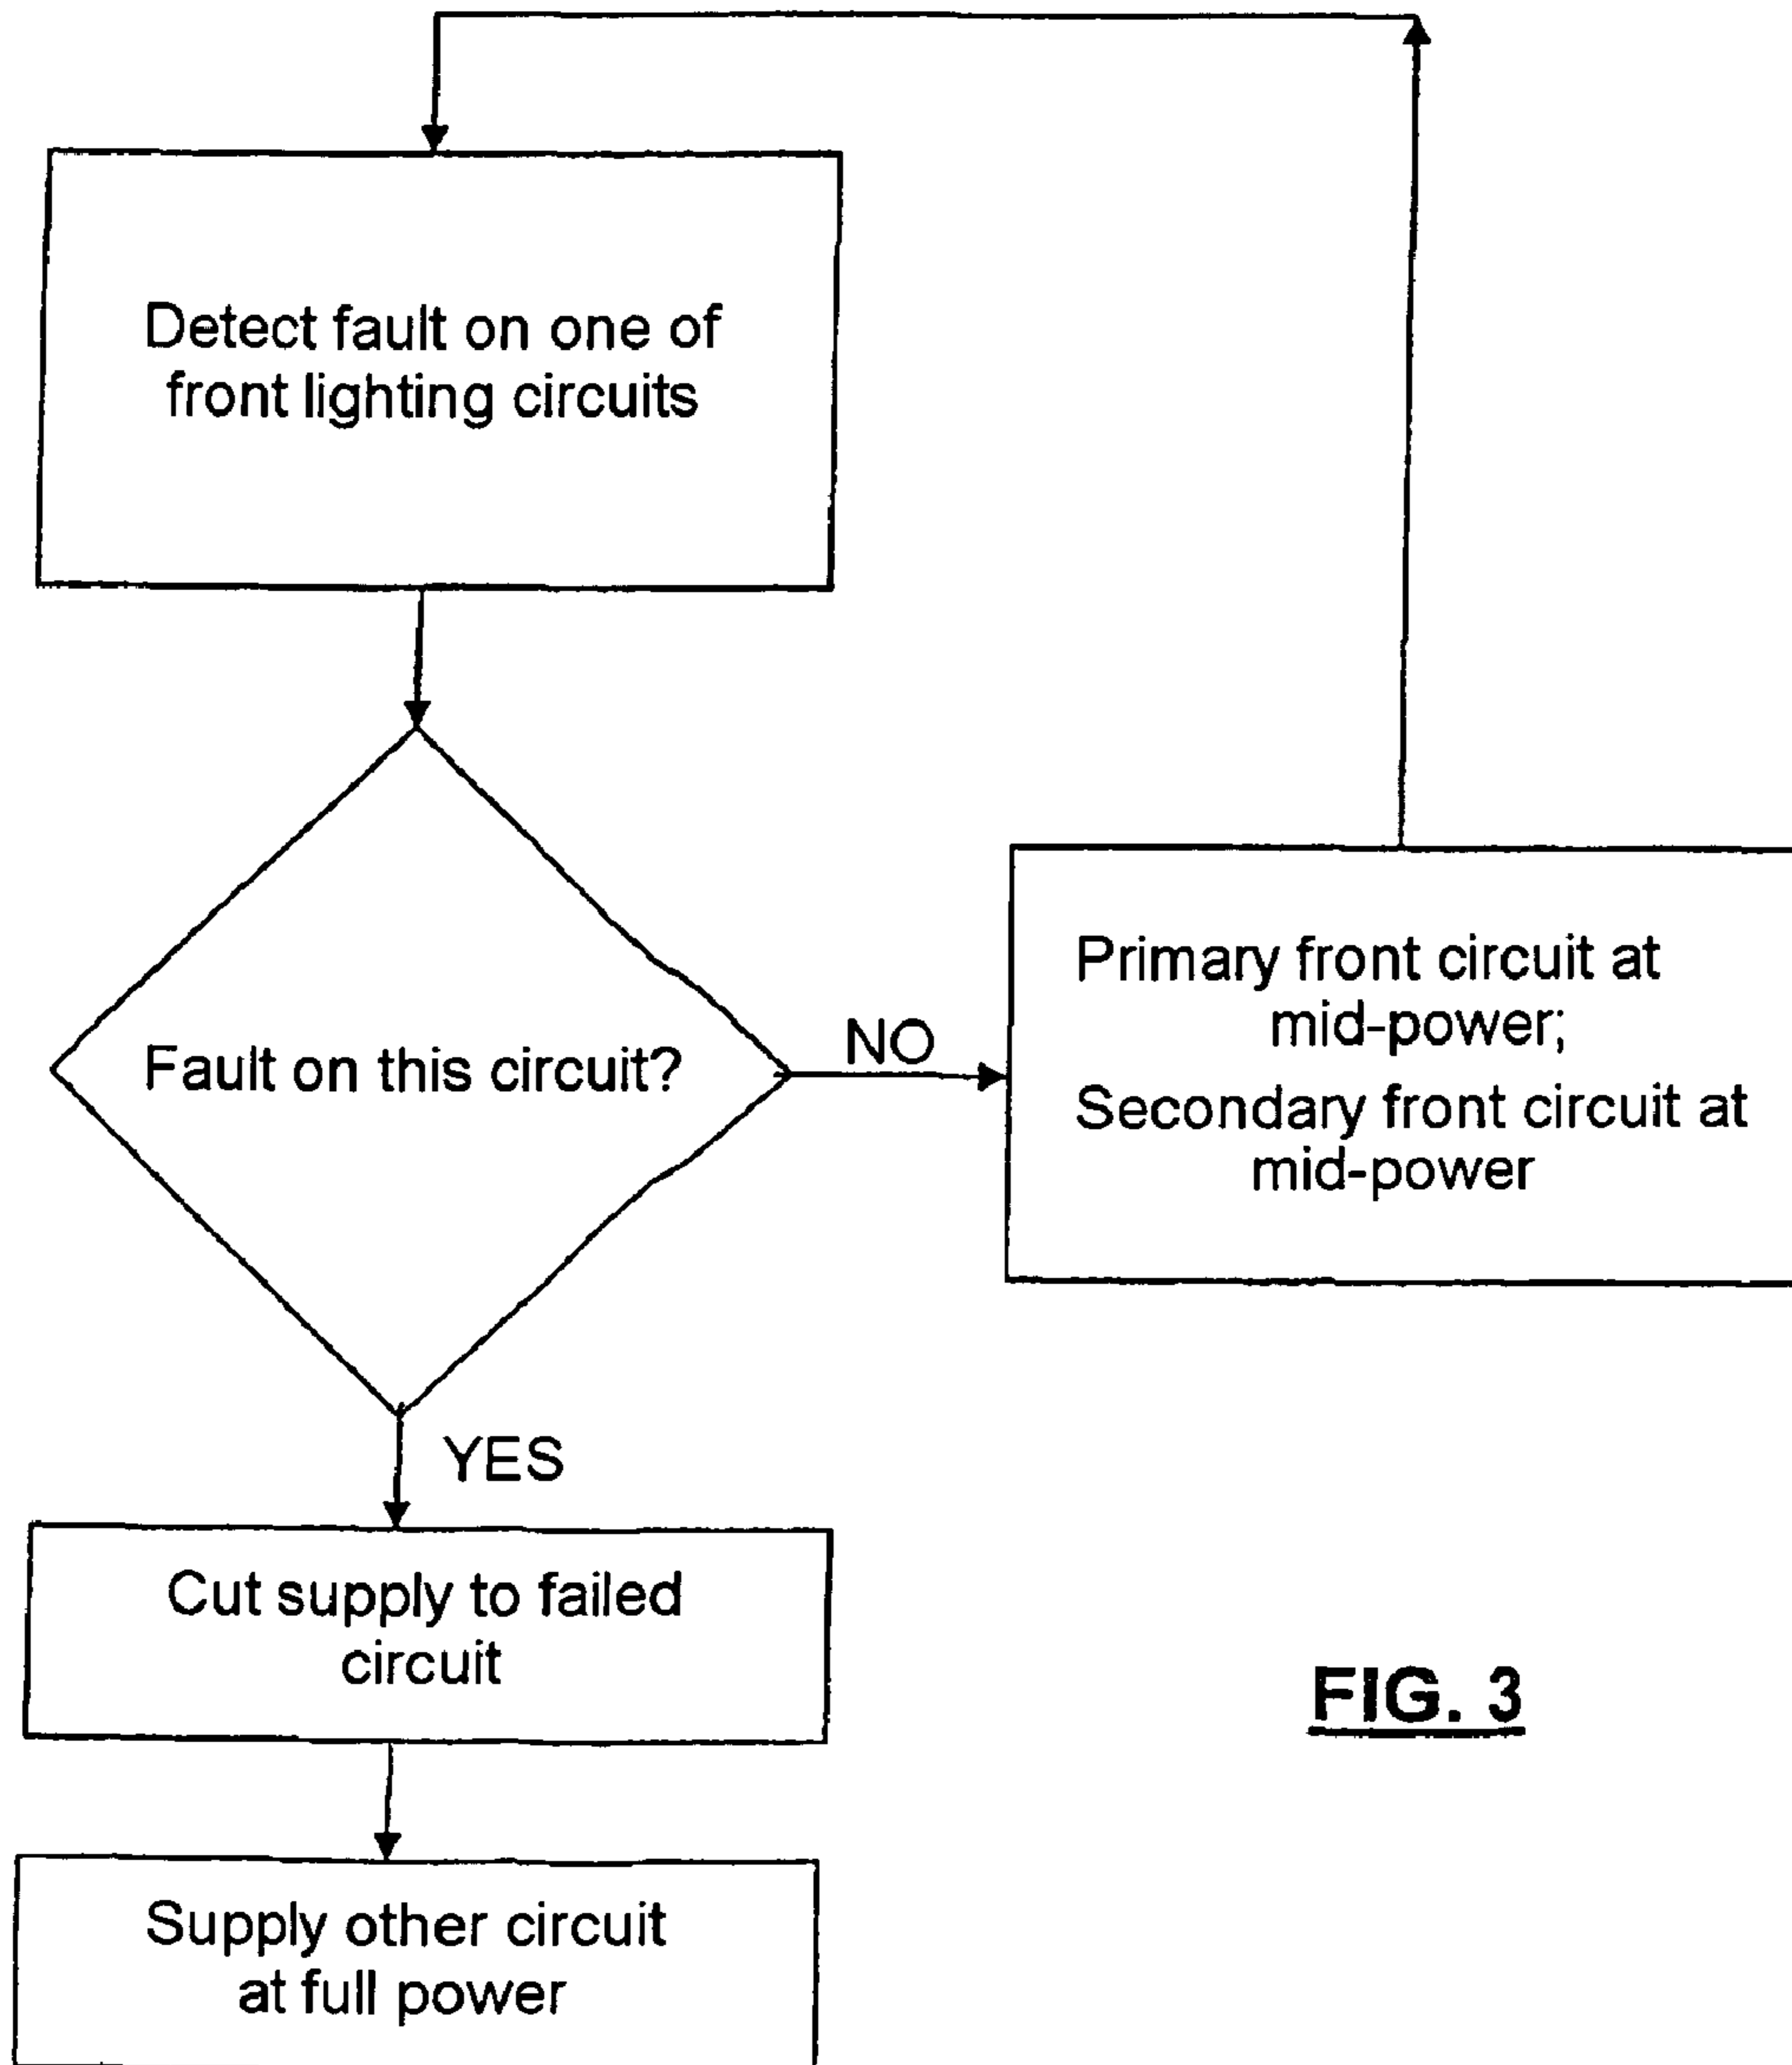 Detect fault on one of
front lighting circuits
Fault on this circuit?
NO
Primary front circuit at
mid-power;
Secondary front circuit at
mid-power
YES
Cut supply to failed
circuit
Supply other circuit
at full power
FIG. 3